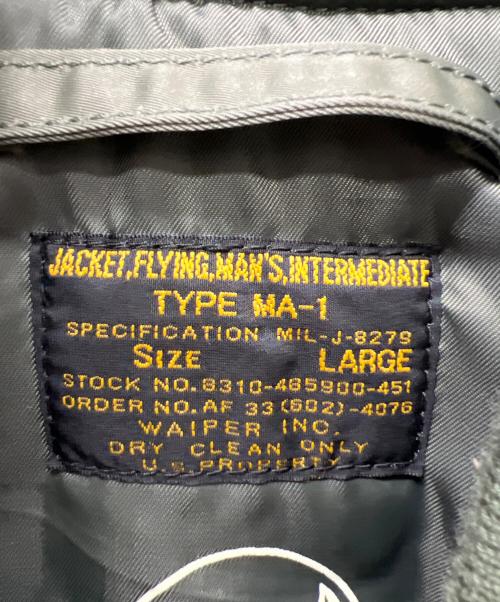 JACKET,FLYING,MAN'S,INTERMEDIATE
TYPE MA-1
SPECIFICATION MIL-J-8279
SIZE LARGE
STOCK NO.8310-485900-451
ORDER NO.AF 33(602)-4076
WAIPER INC.
DRY CLEAN ONLY
U.S.PROPERTY